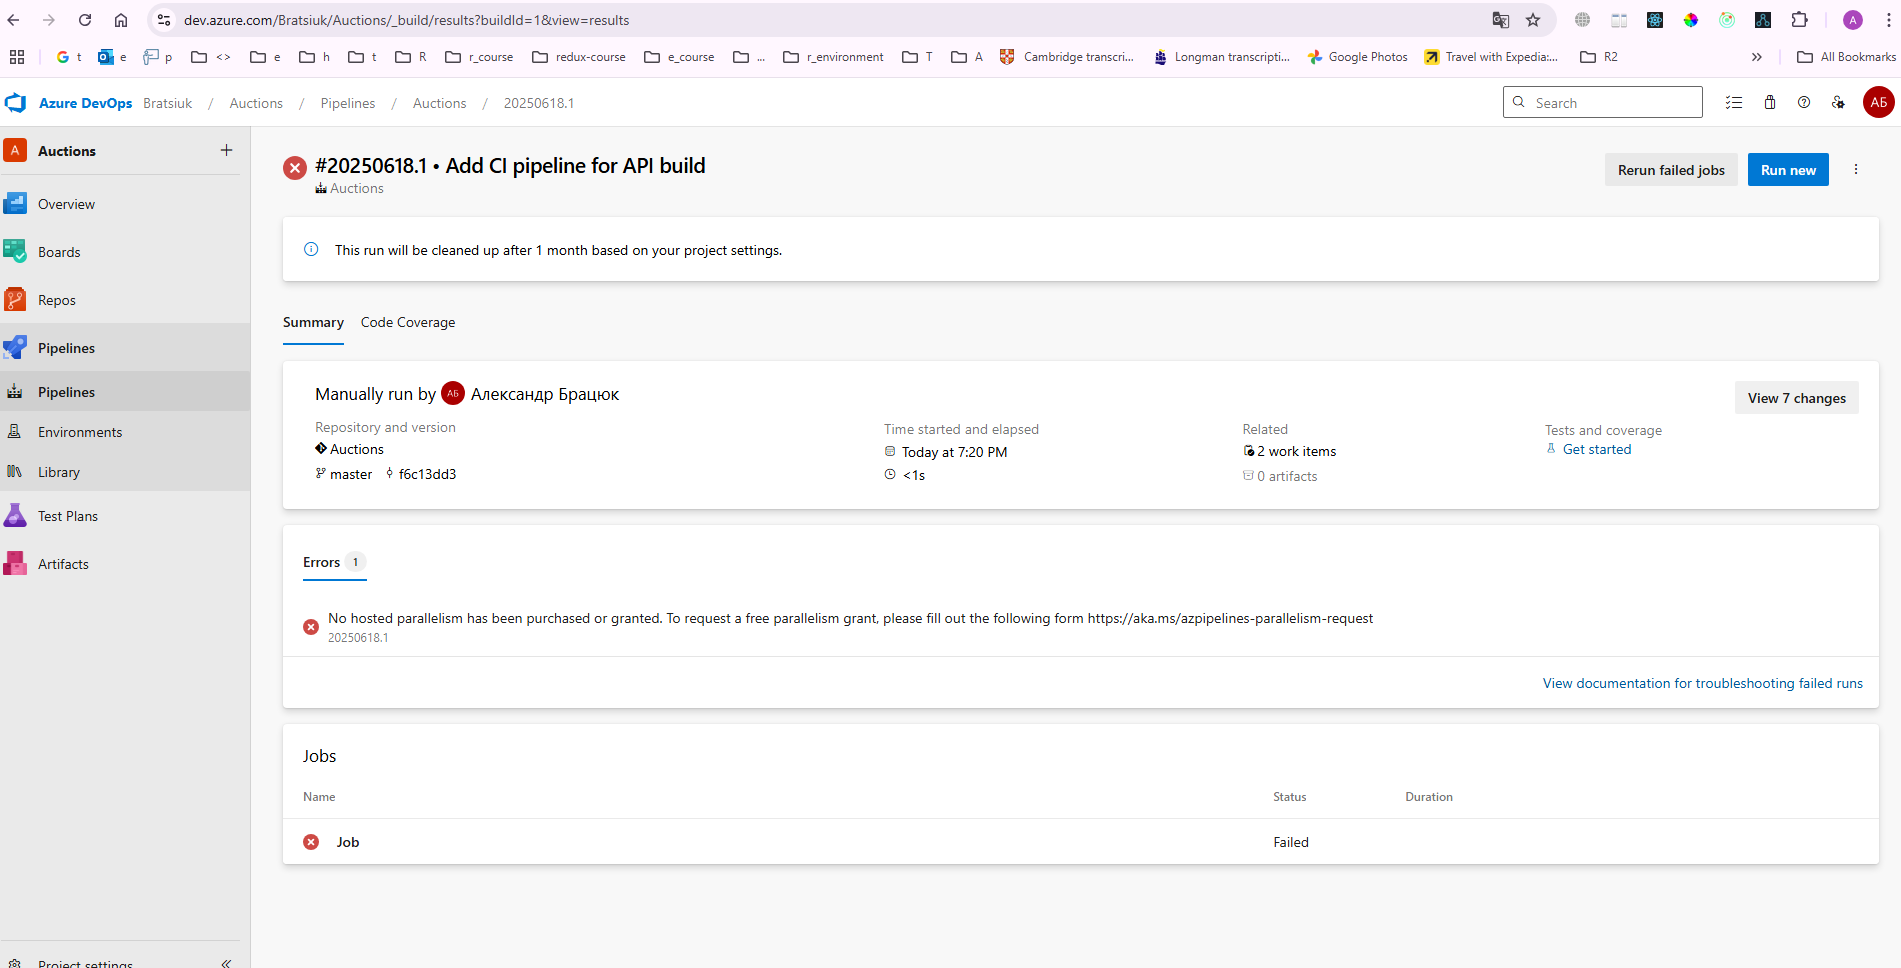 dev.azure.com/Bratsiuk/Auctions/_build/results?buildId=1&view=results
A
t e p <> e h t R r_course redux-course e_course ... r_environment T A Cambridge transcri... Longman transcripti... Google Photos Travel with Expedia:... R2 » All Bookmarks
Azure DevOps Bratsiuk / Auctions / Pipelines / Auctions / 20250618.1
Search
АБ
A Auctions +
Overview
Boards
Repos
Pipelines
Pipelines
Environments
Library
Test Plans
Artifacts
Project settings
#20250618.1 • Add CI pipeline for API build
Auctions
Rerun failed jobs
Run new
This run will be cleaned up after 1 month based on your project settings.
Summary Code Coverage
Manually run by АБ Александр Брацюк
View 7 changes
Repository and version
Auctions
master f6c13dd3
Time started and elapsed
Today at 7:20 PM
<1s
Related
2 work items
0 artifacts
Tests and coverage
Get started
Errors 1
No hosted parallelism has been purchased or granted. To request a free parallelism grant, please fill out the following form https://aka.ms/azpipelines-parallelism-request
20250618.1
View documentation for troubleshooting failed runs
Jobs
Name Status Duration
Job Failed